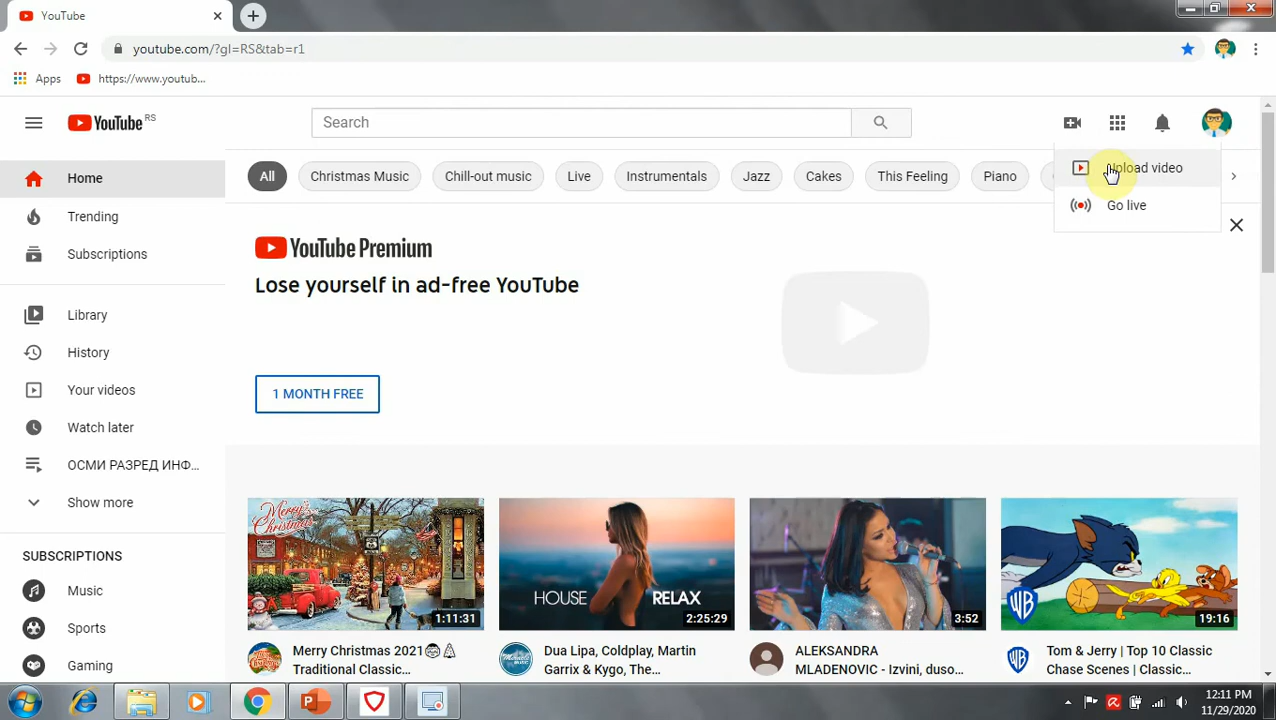 YouTube
youtube.com/?gl=RS&tab=r1
Apps
https://www.youtub...
YouTube RS
Search
Upload video
Go live
Home
Trending
Subscriptions
Library
History
Your videos
Watch later
ОСМИ РАЗРЕД ИНФ...
Show more
SUBSCRIPTIONS
Music
Sports
Gaming
All
Christmas Music
Chill-out music
Live
Instrumentals
Jazz
Cakes
This Feeling
Piano
YouTube Premium
Lose yourself in ad-free YouTube
1 MONTH FREE
Merry Christmas
1:11:31
HOUSE RELAX
2:25:29
3:52
WB
19:16
Merry Christmas 2021
Traditional Classic...
Dua Lipa, Coldplay, Martin
Garrix & Kygo, The...
ALEKSANDRA
MLADENOVIC - Izvini, duso...
WB
Tom & Jerry | Top 10 Classic
Chase Scenes | Classic...
12:11 PM
11/29/2020